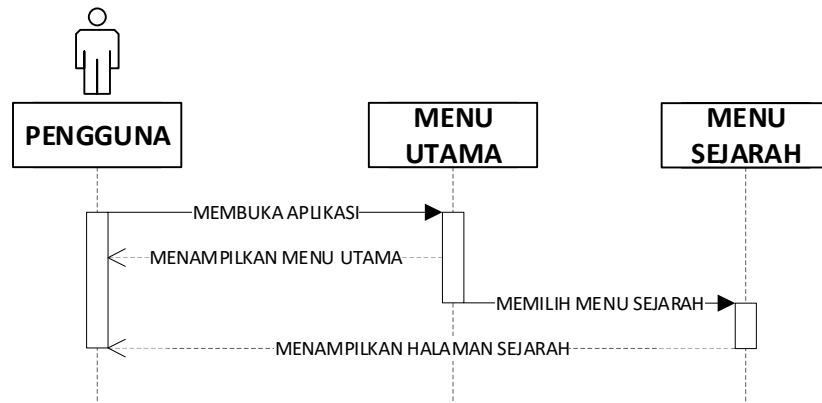 PENGGUNA
MENU
UTAMA
MENU
SEJARAH
MEMBUKA APLIKASI
MENAMPILKAN MENU UTAMA
MEMILIH MENU SEJARAH
MENAMPILKAN HALAMAN SEJARAH